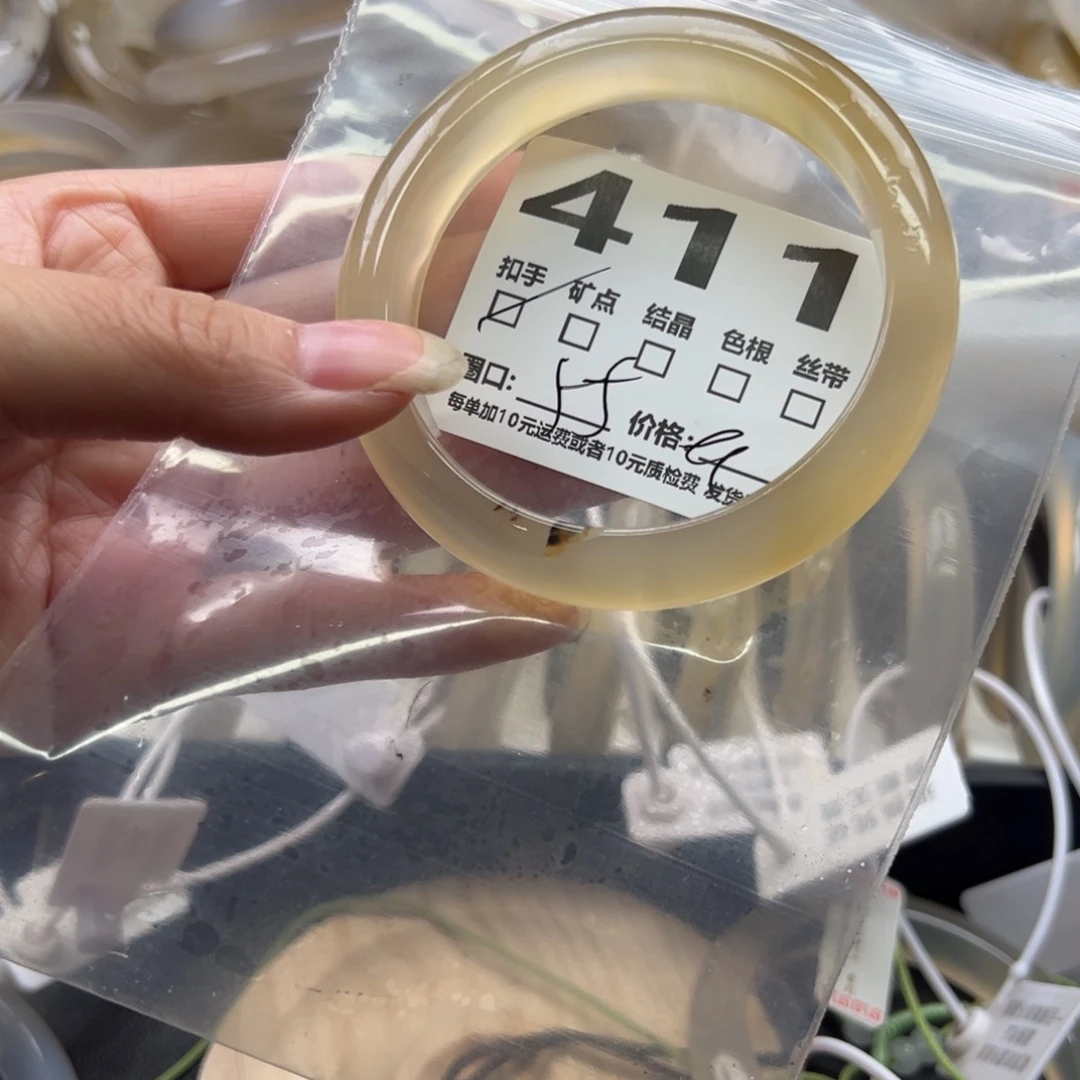 411
扣手 矿点 结晶 色根 丝带
圈口: 55 价格:
每单加10元运费或者10元质检费 发货